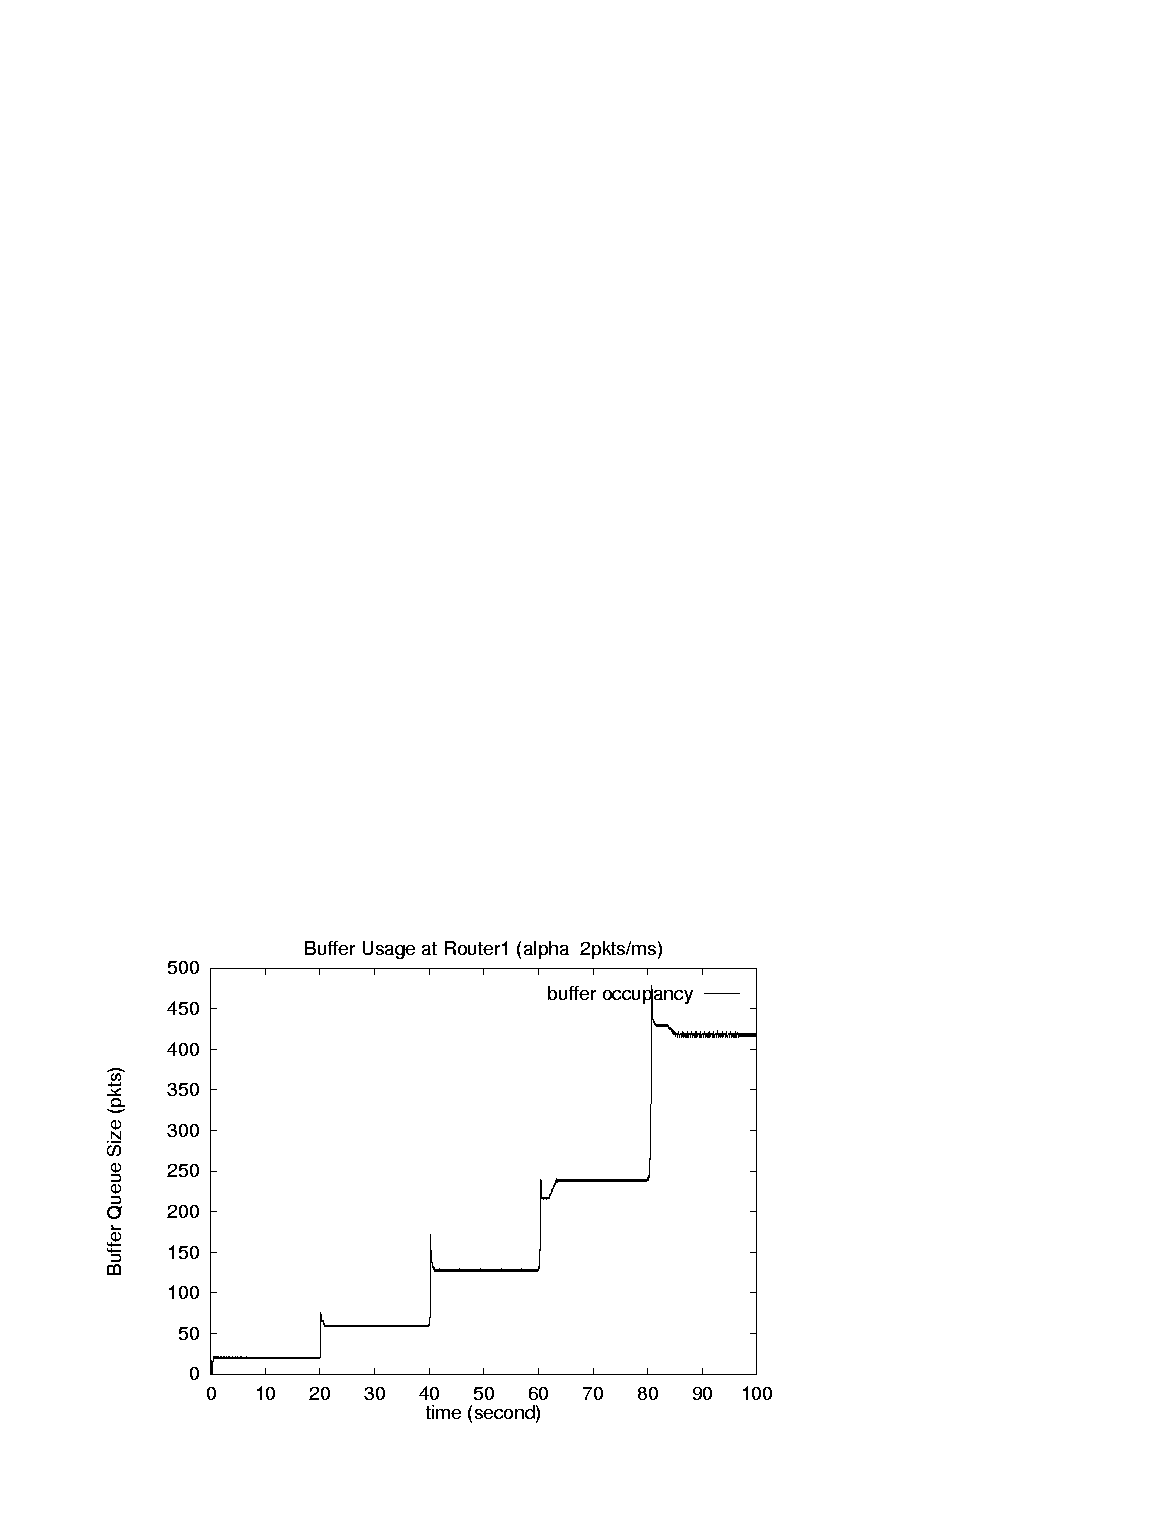 Buffer Usage at Router1 (alpha 2pkts/ms)
500
450
400
350
300
250
200
150
100
50
0
Buffer Queue Size (pkts)
buffer occupancy
0 10 20 30 40 50 60 70 80 90 100
time (second)